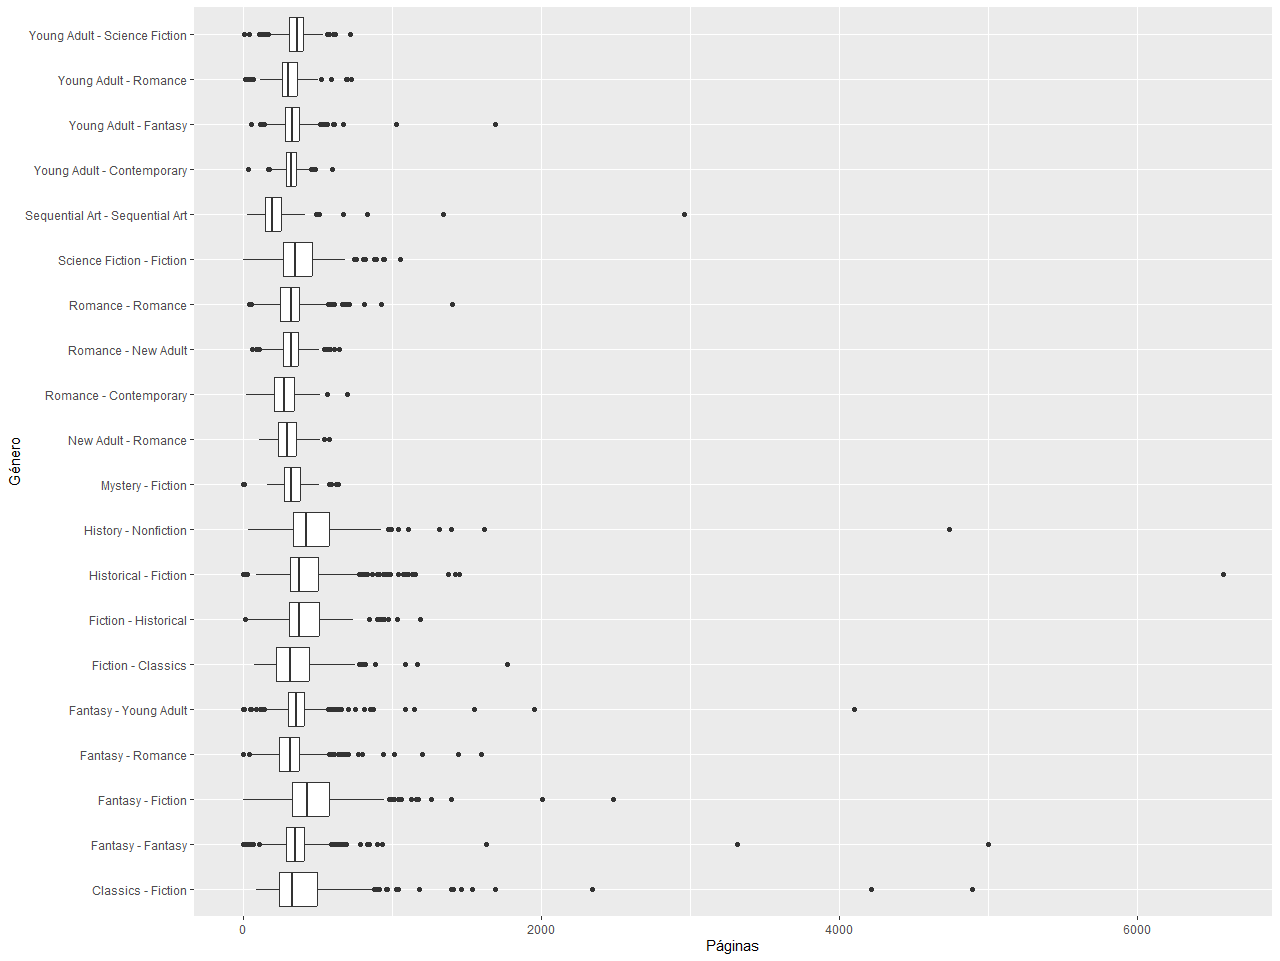 Young Adult - Science Fiction
Young Adult - Romance
Young Adult - Fantasy
Young Adult - Contemporary
Sequential Art - Sequential Art
Science Fiction - Fiction
Romance - Romance
Romance - New Adult
Romance - Contemporary
New Adult - Romance
Mystery - Fiction
History - Nonfiction
Historical - Fiction
Fiction - Historical
Fiction - Classics
Fantasy - Young Adult
Fantasy - Romance
Fantasy - Fiction
Fantasy - Fantasy
Classics - Fiction
Género
0 2000 4000 6000
Páginas